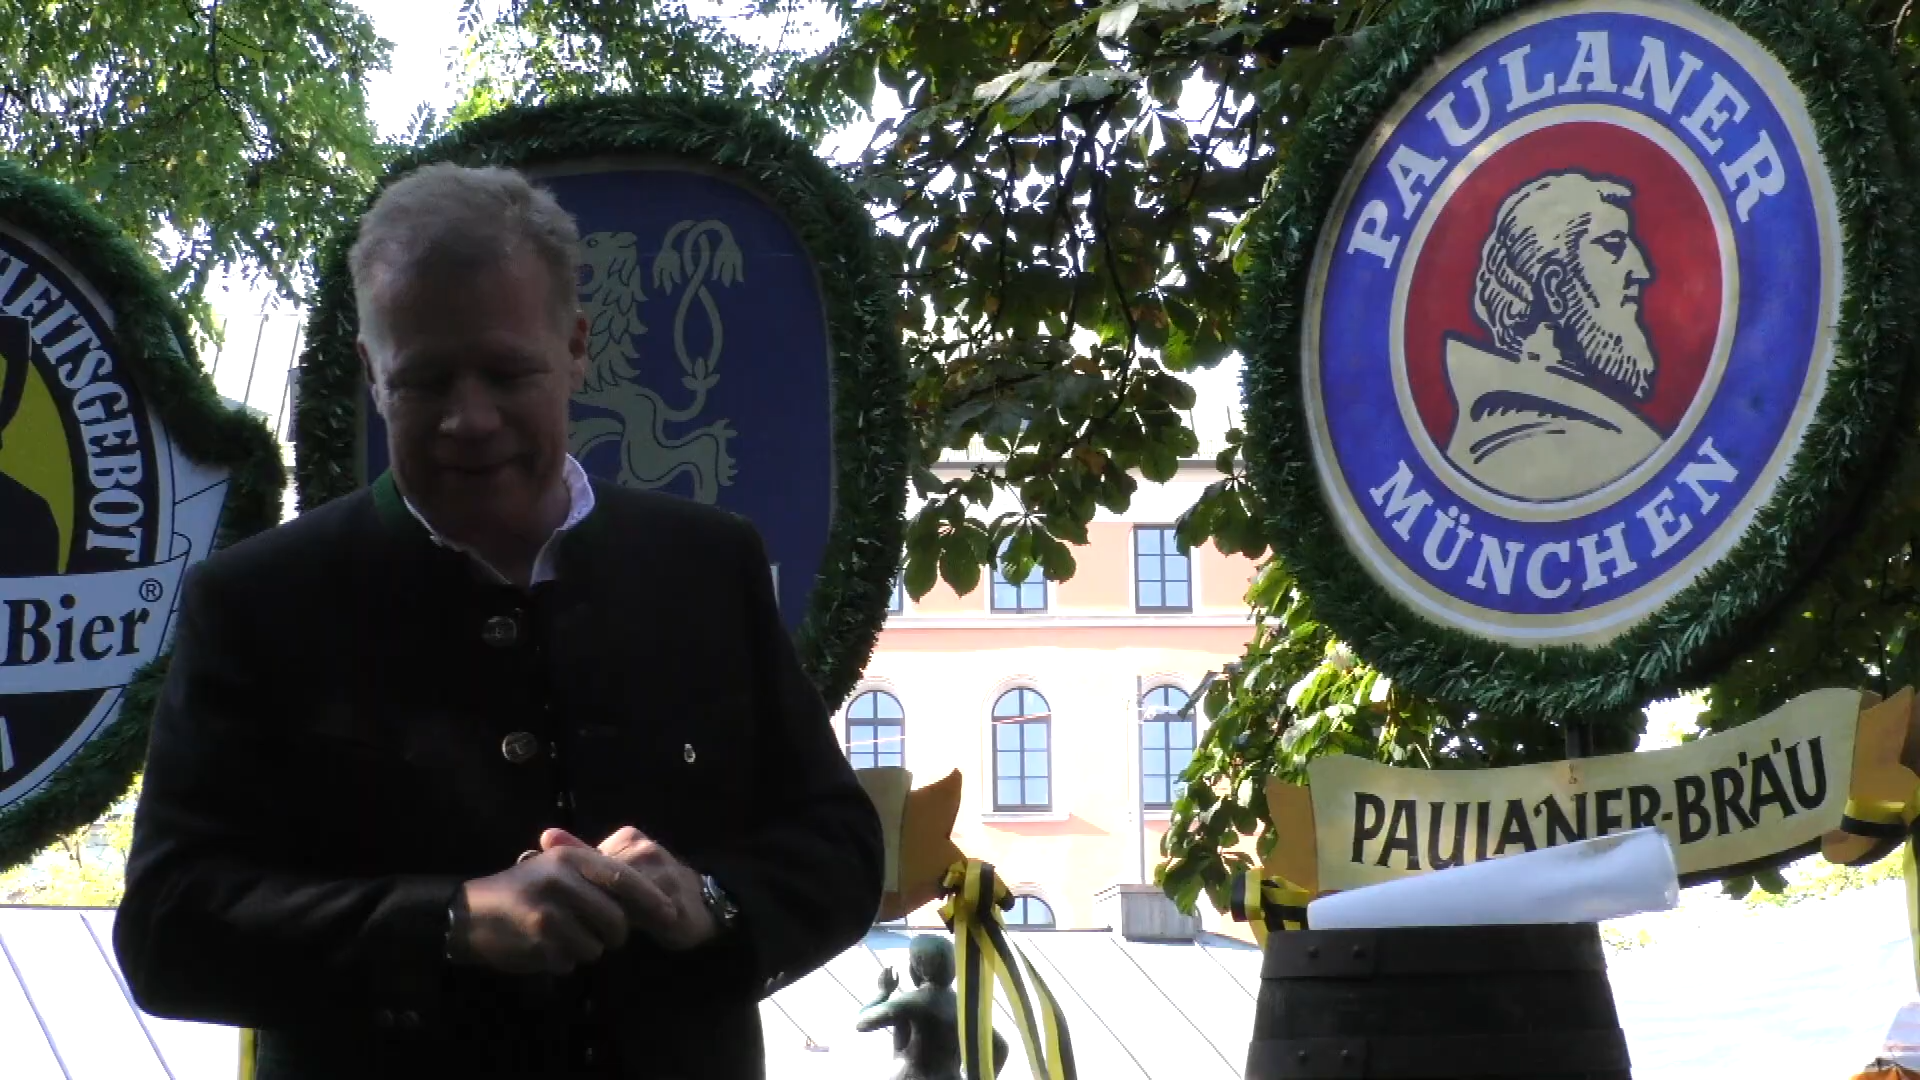 HEITSGEBOT
Bier®
PAULANER
MÜNCHEN
PAULANER-BRÄU